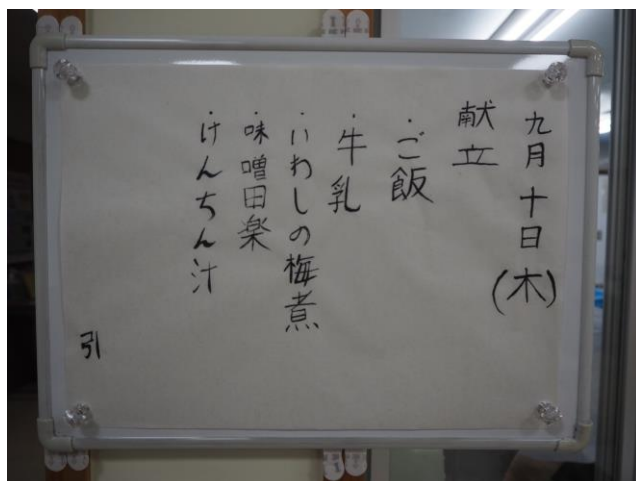 九月十日(木)
献立
・ご飯
・牛乳
・いわしの梅煮
・味噌田楽
・けんちん汁
引